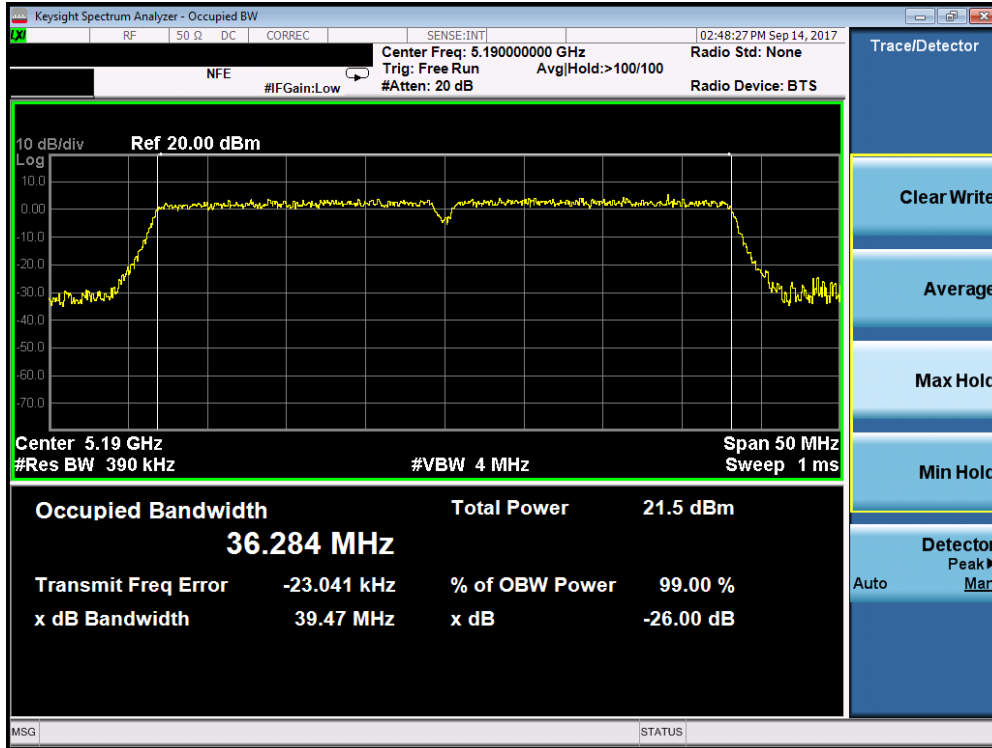 Keysight Spectrum Analyzer - Occupied BW
LXI RF 50 Ω DC CORREC SENSE:INT 02:48:27 PM Sep 14, 2017
Center Freq: 5.190000000 GHz Radio Std: None
NFE Trig: Free Run Avg|Hold:>100/100
#IFGain:Low #Atten: 20 dB Radio Device: BTS
Trace/Detector
10 dB/div Ref 20.00 dBm
Log
10.0
0.00
-10.0
-20.0
-30.0
-40.0
-50.0
-60.0
-70.0
Center 5.19 GHz Span 50 MHz
#Res BW 390 kHz #VBW 4 MHz Sweep 1 ms
Occupied Bandwidth Total Power 21.5 dBm
36.284 MHz
Transmit Freq Error -23.041 kHz % of OBW Power 99.00 %
x dB Bandwidth 39.47 MHz x dB -26.00 dB
Clear Write
Average
Max Hold
Min Hold
Detector
Peak
Auto Man
MSG STATUS